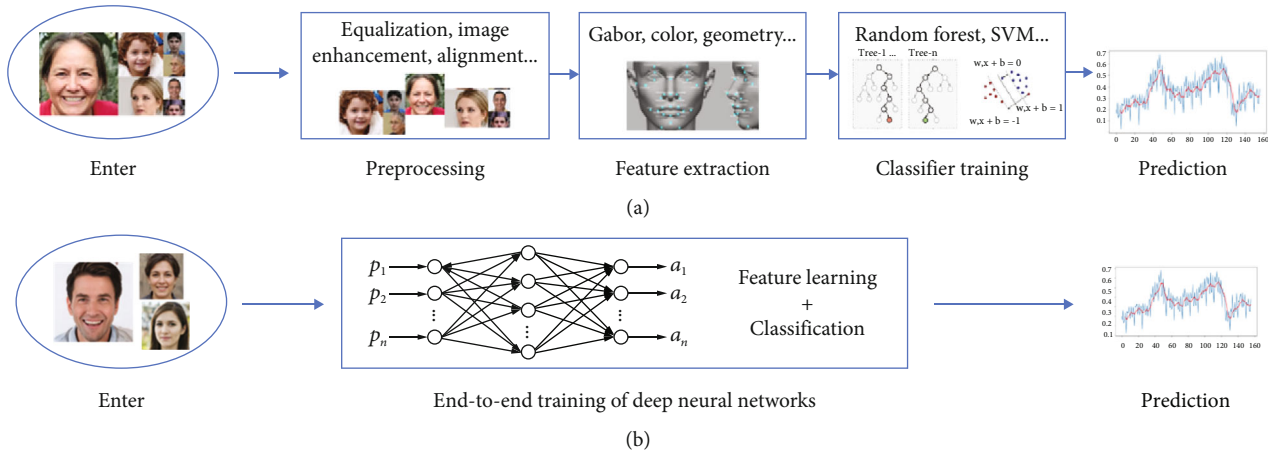 Equalization, image
enhancement, alignment...
Gabor, color, geometry...
Random forest, SVM...
Tree-1 ... Tree-n
w,x + b = 0
w,x + b = 1
w,x + b = -1
0.7
0.6
0.5
0.4
0.3
0.2
0.1
0 20 40 60 80 100 120 140 160
Enter
Preprocessing
Feature extraction
Classifier training
Prediction
(a)
p1
p2
⋮
pn
⋮
⋮
a1
a2
⋮
an
Feature learning
+
Classification
0.7
0.6
0.5
0.4
0.3
0.2
0.1
0 20 40 60 80 100 120 140 160
Enter
End-to-end training of deep neural networks
Prediction
(b)